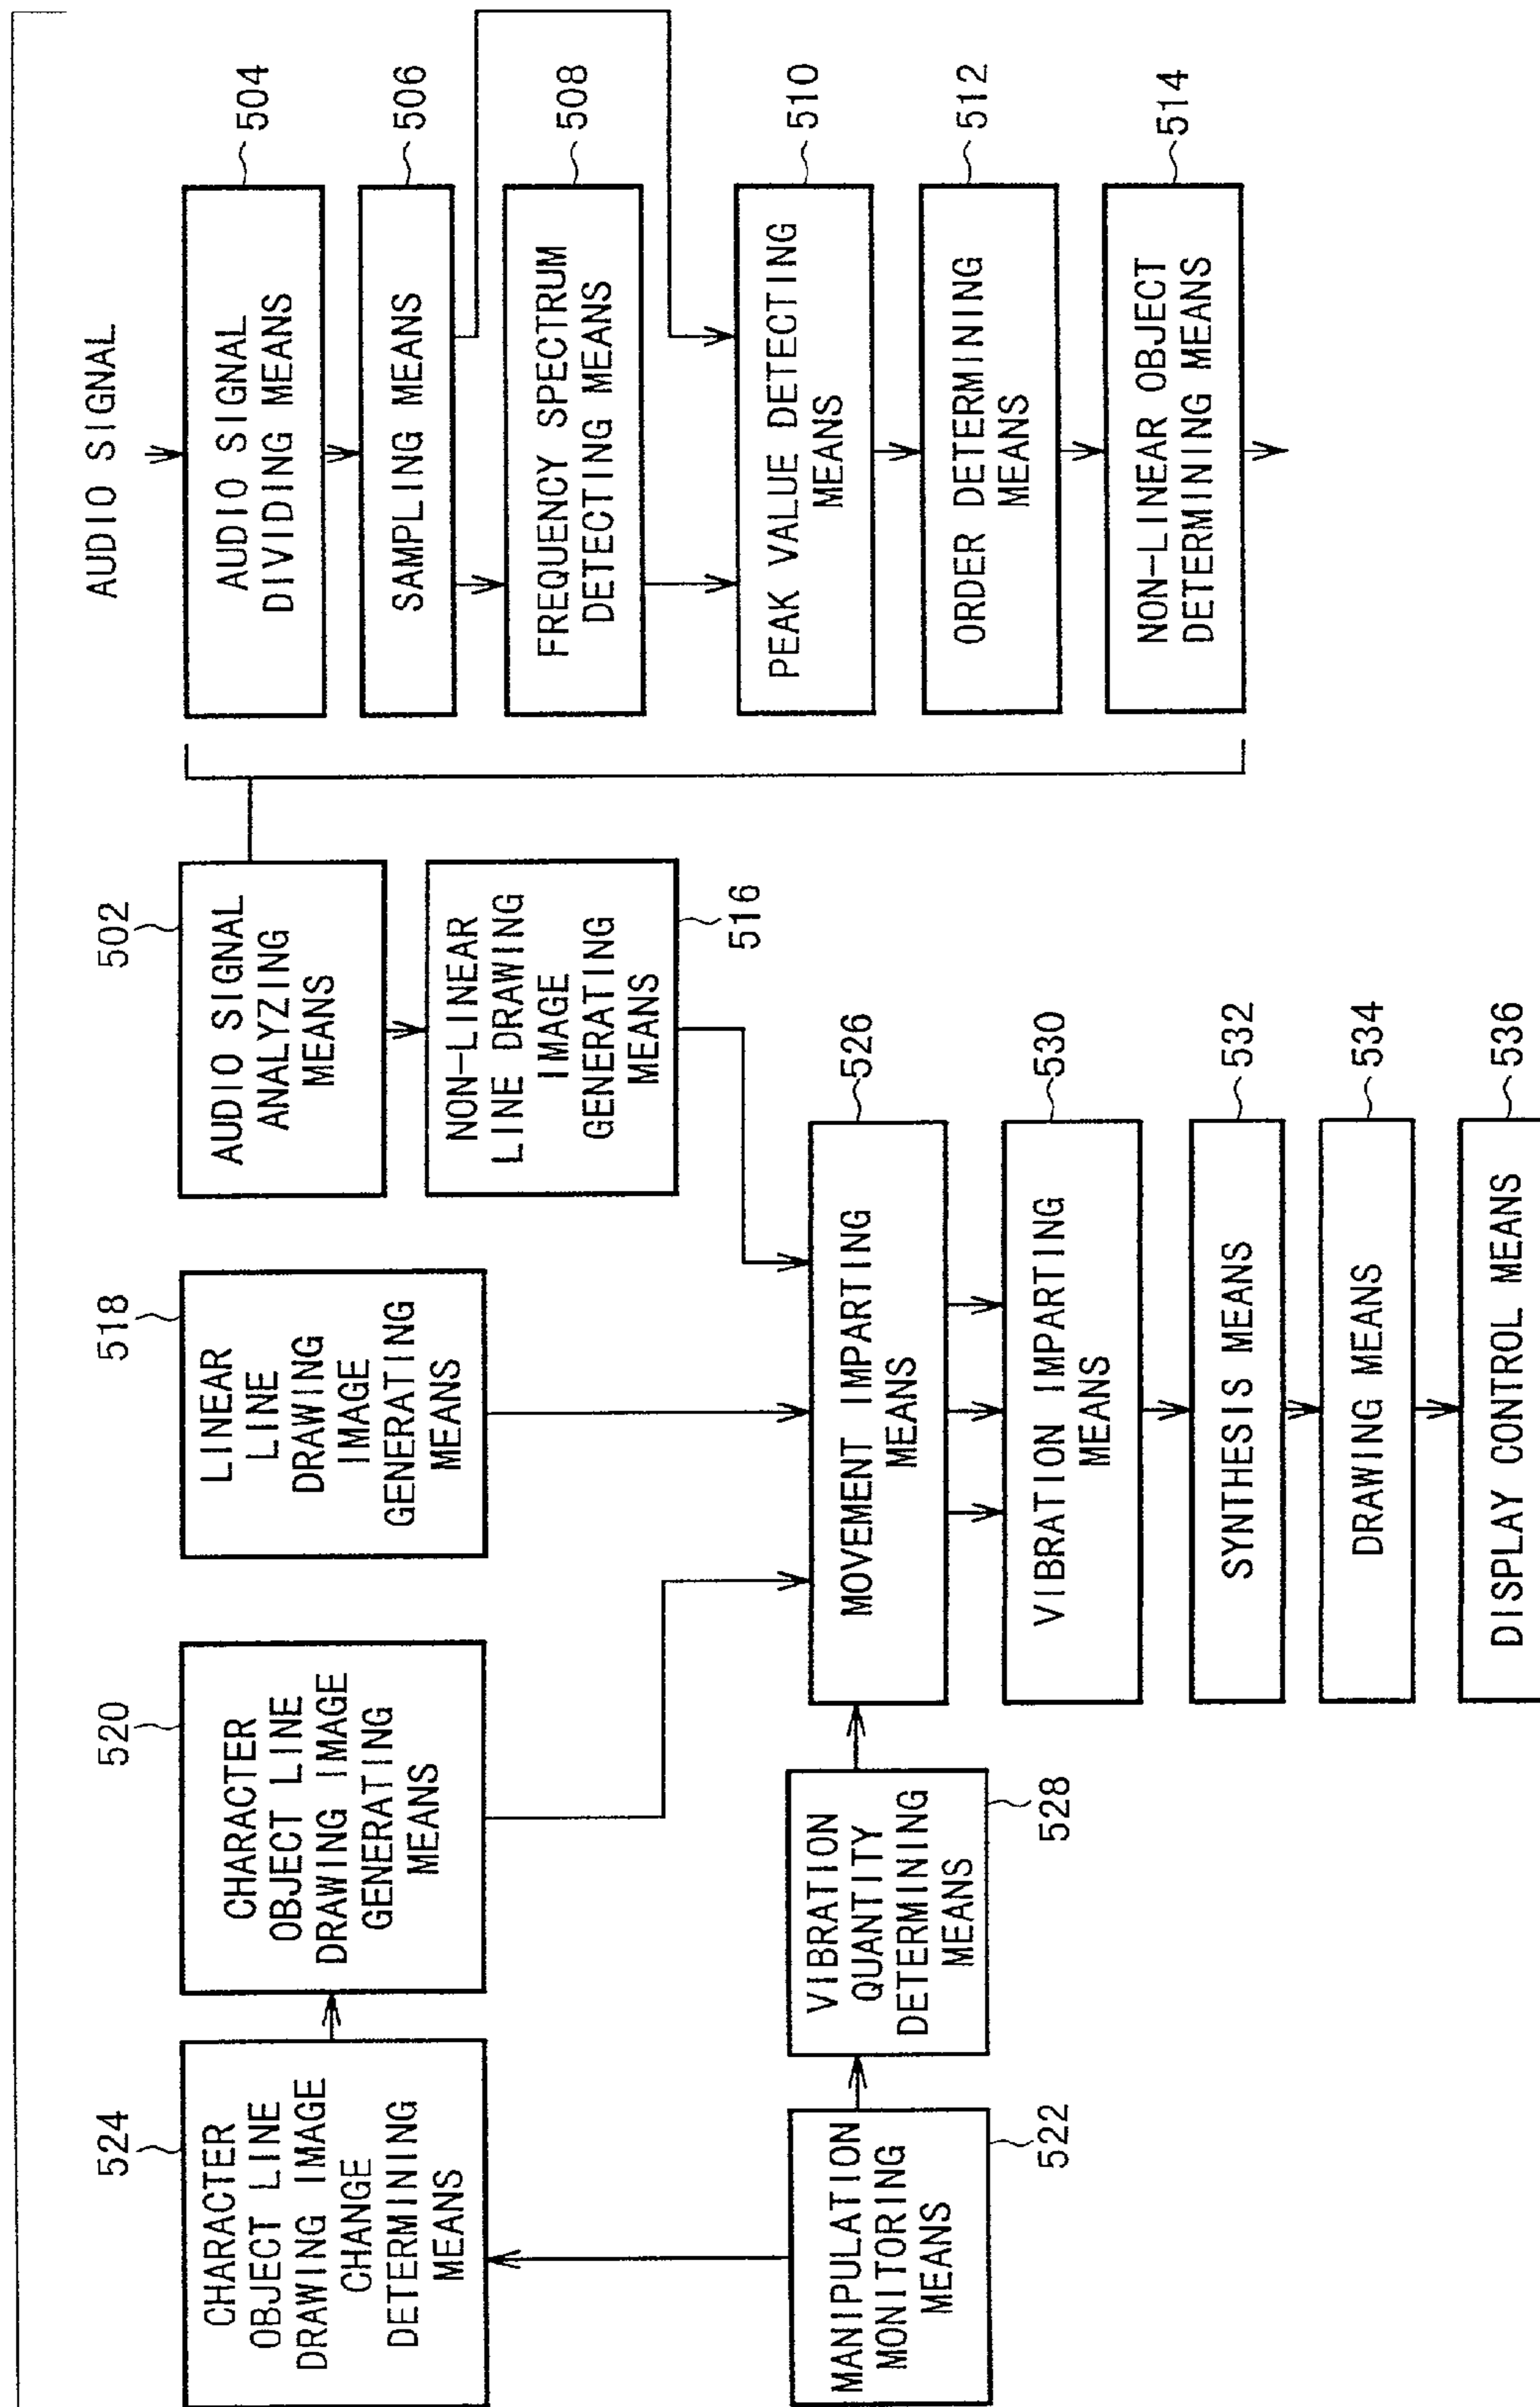 AUDIO SIGNAL
AUDIO SIGNAL
DIVIDING MEANS
504
SAMPLING MEANS
506
FREQUENCY SPECTRUM
DETECTING MEANS
508
PEAK VALUE DETECTING
MEANS
510
ORDER DETERMINING
MEANS
512
NON-LINEAR OBJECT
DETERMINING MEANS
514
502
AUDIO SIGNAL
ANALYZING
MEANS
NON-LINEAR
LINE DRAWING
IMAGE
GENERATING
MEANS
516
518
LINEAR
LINE
DRAWING
IMAGE
GENERATING
MEANS
520
CHARACTER
OBJECT LINE
DRAWING IMAGE
GENERATING
MEANS
524
CHARACTER
OBJECT LINE
DRAWING IMAGE
CHANGE
DETERMINING
MEANS
MANIPULATION
MONITORING
MEANS
522
VIBRATION
QUANTITY
DETERMINING
MEANS
528
MOVEMENT IMPARTING
MEANS
526
VIBRATION IMPARTING
MEANS
530
SYNTHESIS MEANS
532
DRAWING MEANS
534
DISPLAY CONTROL MEANS
536